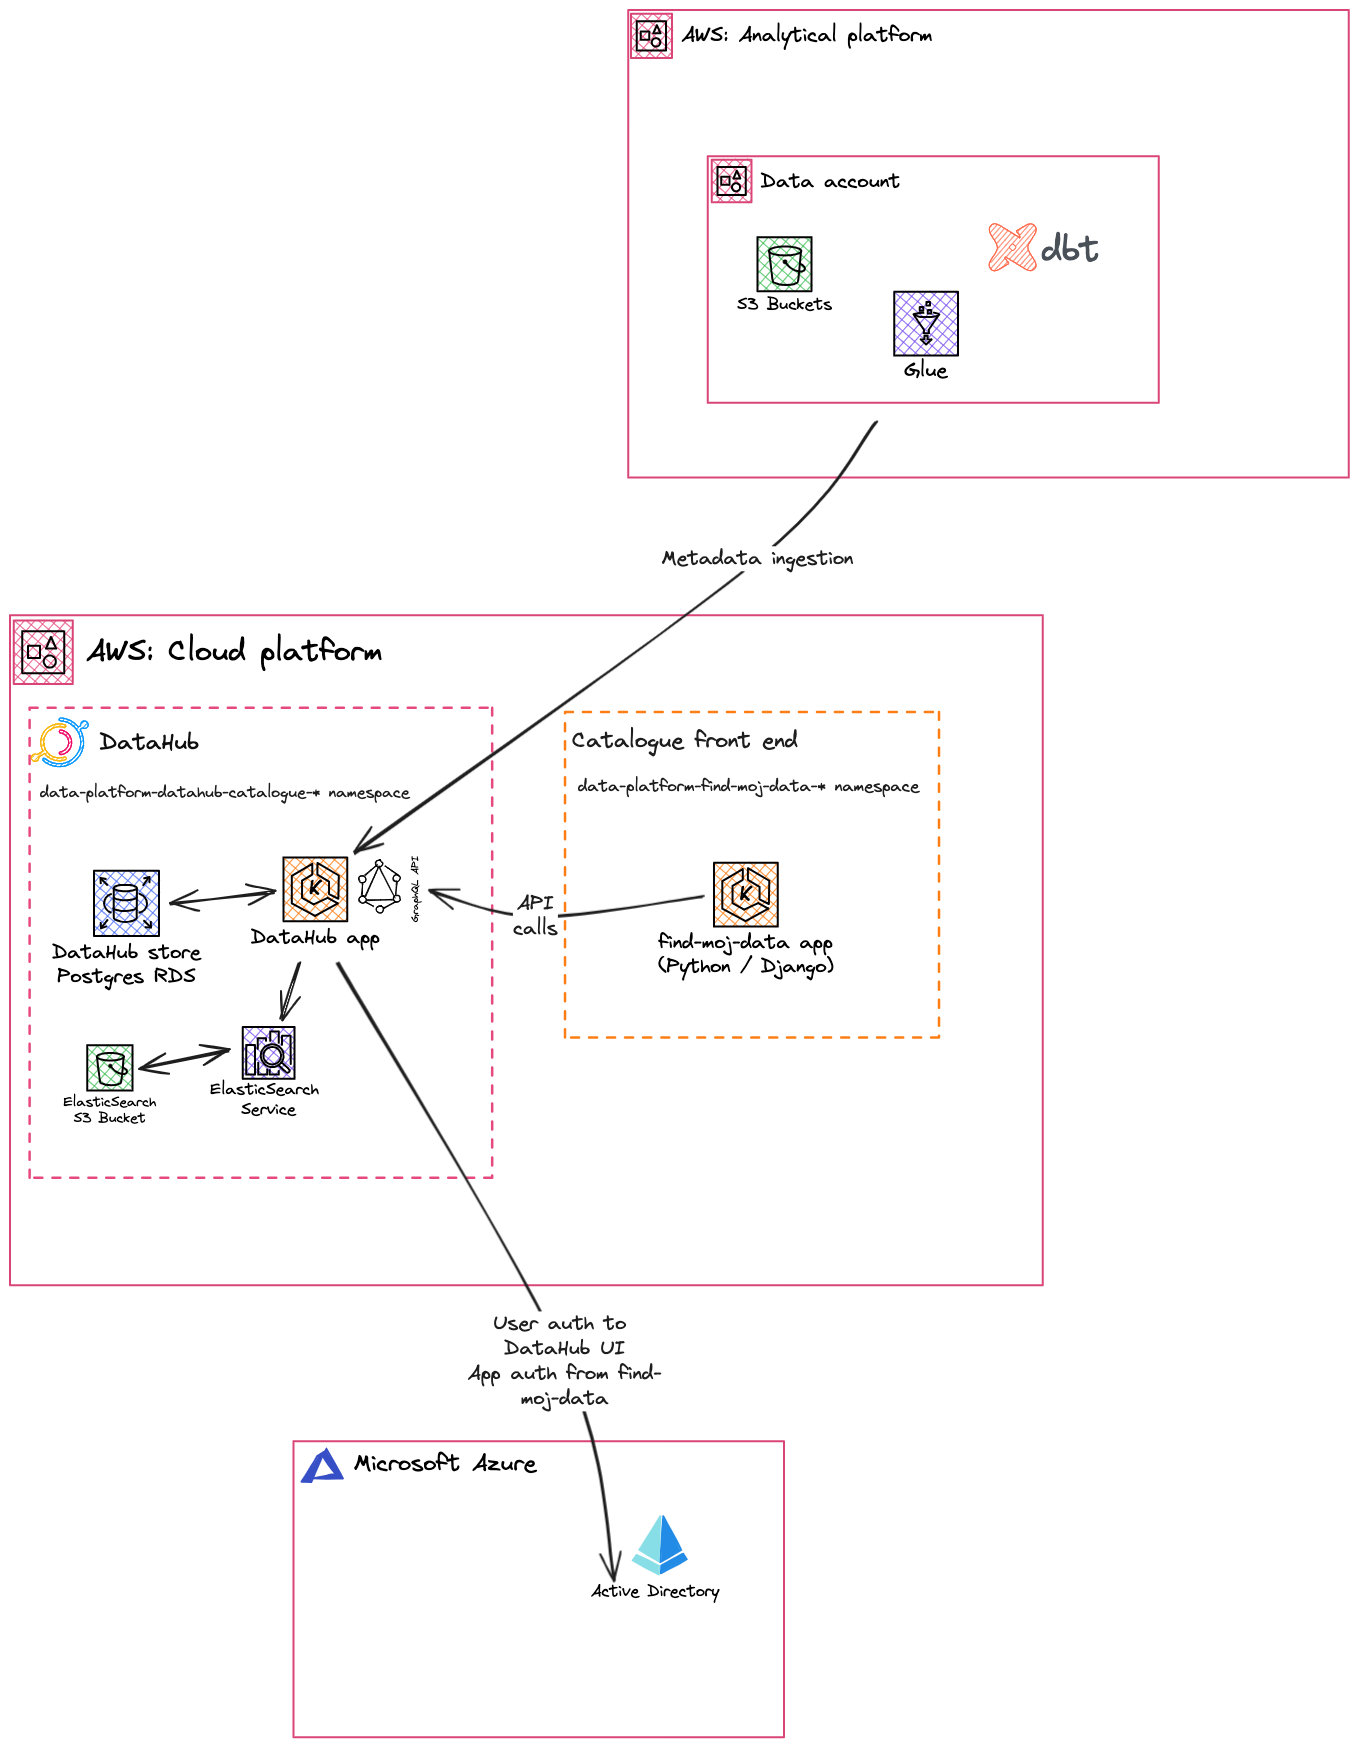 AWS: Analytical platform
Data account
dbt
S3 Buckets
Glue
Metadata ingestion
AWS: Cloud platform
DataHub
data-platform-datahub-catalogue-* namespace
Catalogue front end
data-platform-find-moj-data-* namespace
K
GraphQL API
DataHub app
DataHub store
Postgres RDS
API
calls
K
find-moj-data app
(Python / Django)
ElasticSearch
S3 Bucket
ElasticSearch
Service
User auth to
DataHub UI
App auth from find-
moj-data
Microsoft Azure
Active Directory